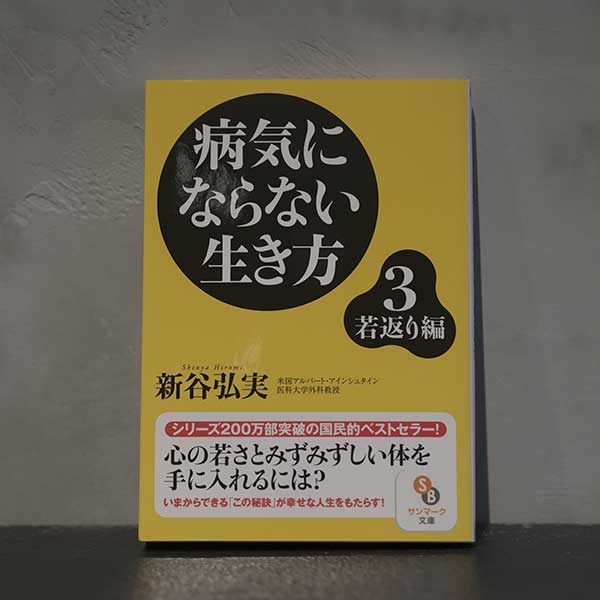 病気に
ならない
生き方
3
若返り編
Shinya Hiromi
新谷弘実
米国アルバート・アインシュタイン
医科大学外科教授
シリーズ200万部突破の国民的ベストセラー!
心の若さとみずみずしい体を
手に入れるには?
いまからできる「この秘訣」が幸せな人生をもたらす!
SB
サンマーク
文庫